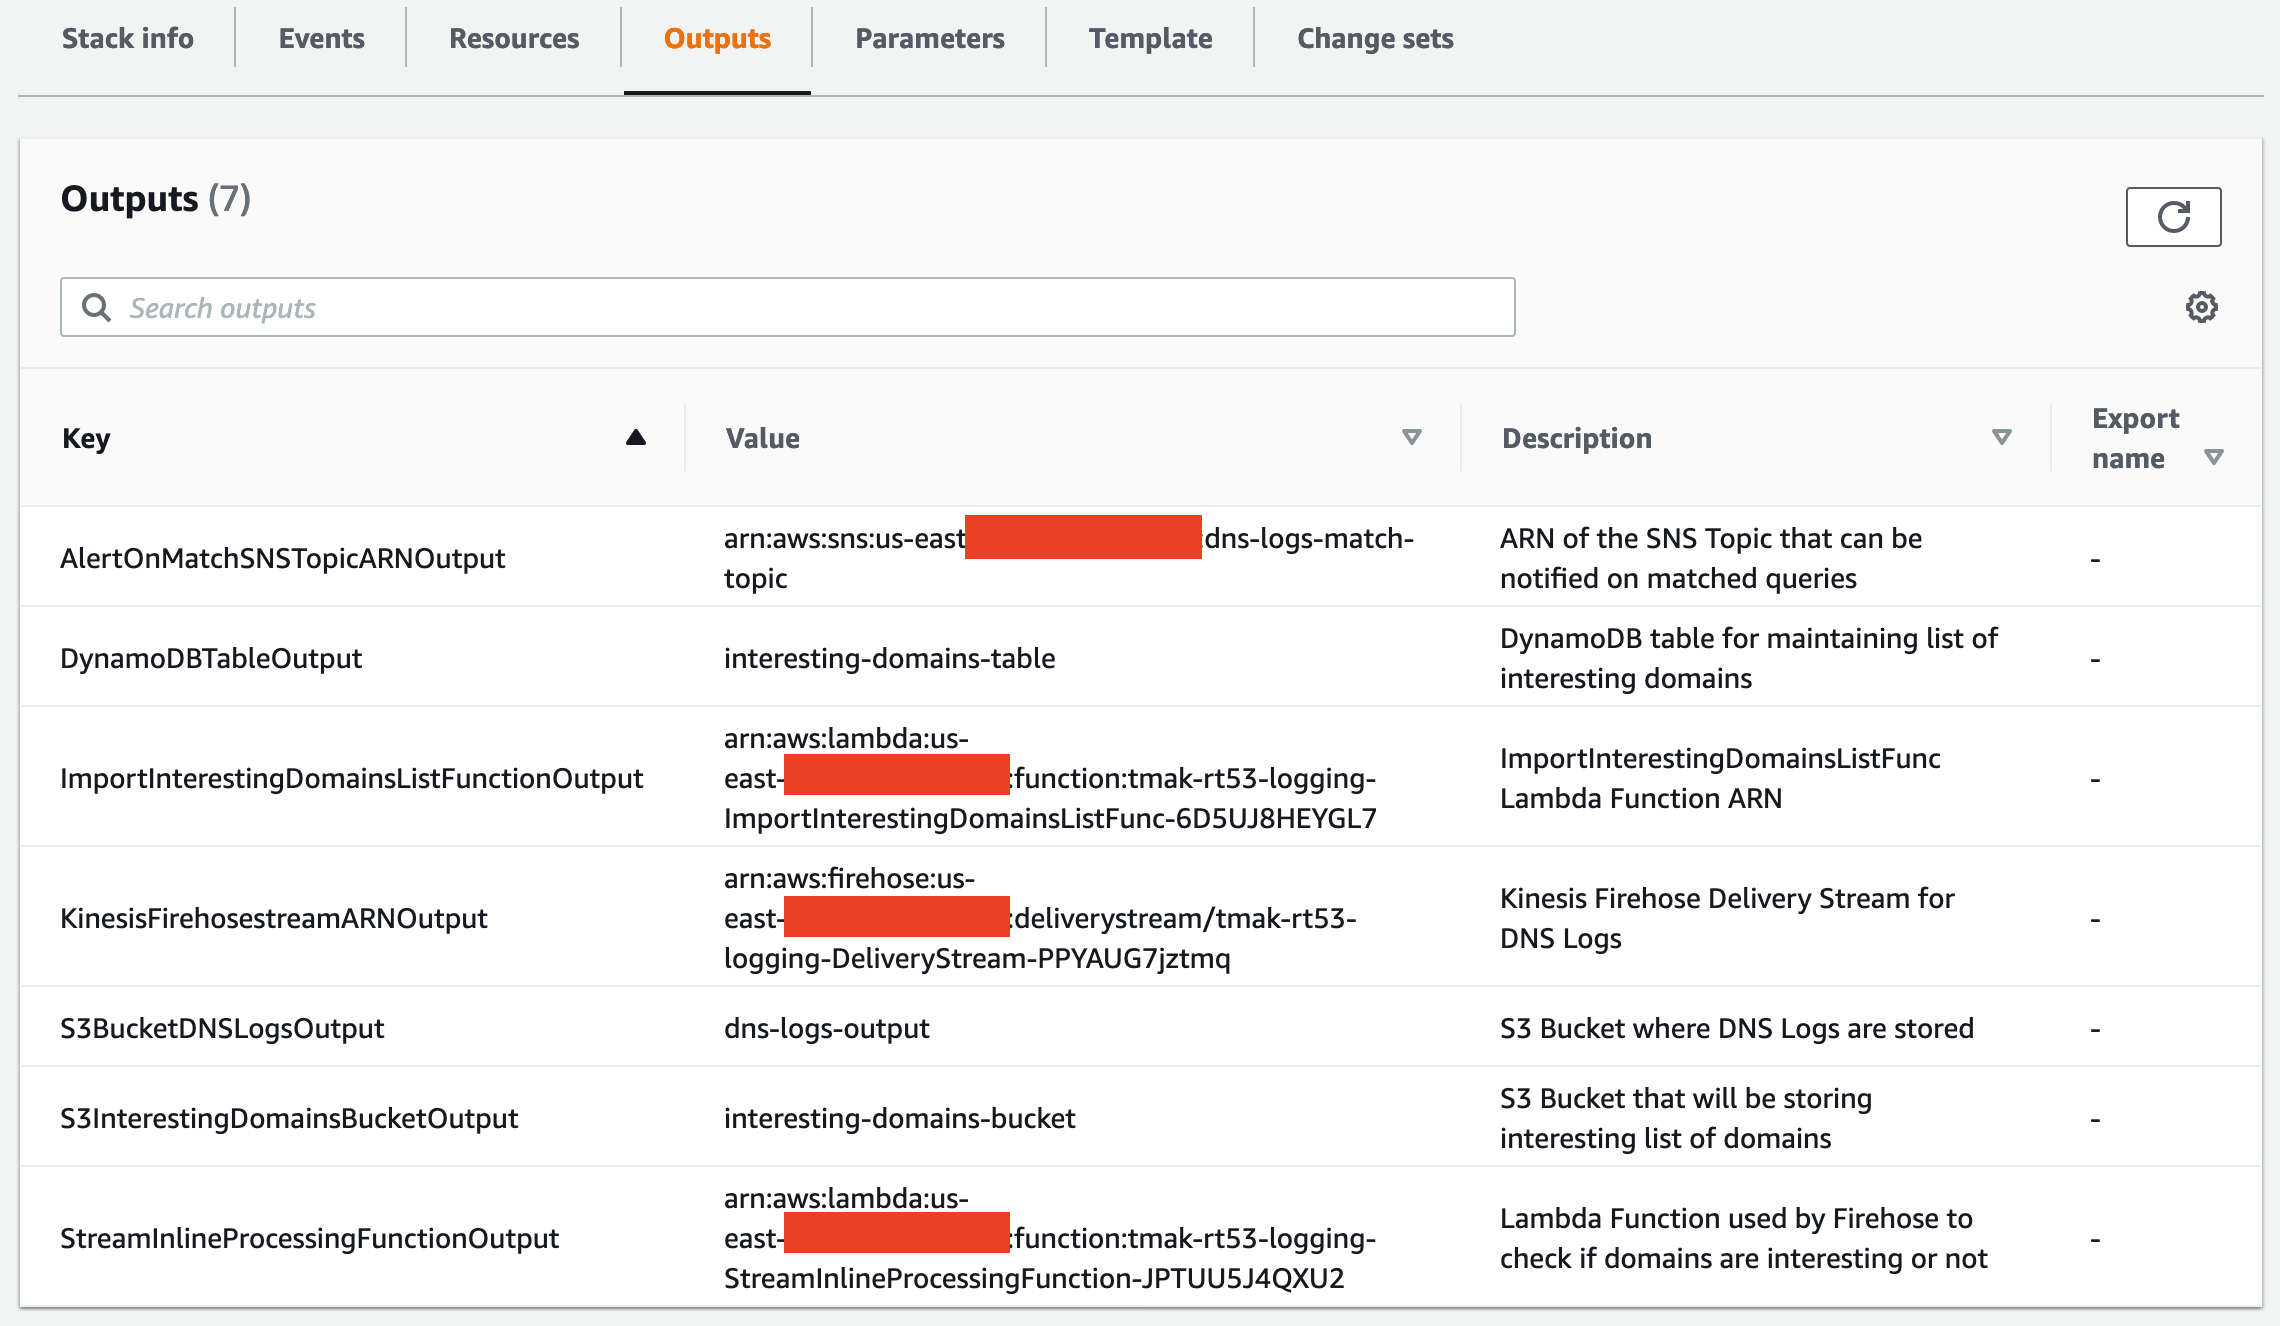 Stack info
Events
Resources
Outputs
Parameters
Template
Change sets
Outputs (7)
Search outputs
Key
Value
Description
Export
name
AlertOnMatchSNSTopicARNOutput
arn:aws:sns:us-east
:dns-logs-match-
topic
ARN of the SNS Topic that can be
notified on matched queries
-
DynamoDBTableOutput
interesting-domains-table
DynamoDB table for maintaining list of
interesting domains
-
ImportInterestingDomainsListFunctionOutput
arn:aws:lambda:us-
east-
:function:tmak-rt53-logging-
ImportInterestingDomainsListFunc-6D5UJ8HEYGL7
ImportInterestingDomainsListFunc
Lambda Function ARN
-
KinesisFirehosestreamARNOutput
arn:aws:firehose:us-
east-
:deliverystream/tmak-rt53-
logging-DeliveryStream-PPYAUG7jztmq
Kinesis Firehose Delivery Stream for
DNS Logs
-
S3BucketDNSLogsOutput
dns-logs-output
S3 Bucket where DNS Logs are stored
-
S3InterestingDomainsBucketOutput
interesting-domains-bucket
S3 Bucket that will be storing
interesting list of domains
-
StreamInlineProcessingFunctionOutput
arn:aws:lambda:us-
east-
:function:tmak-rt53-logging-
StreamInlineProcessingFunction-JPTUU5J4QXU2
Lambda Function used by Firehose to
check if domains are interesting or not
-